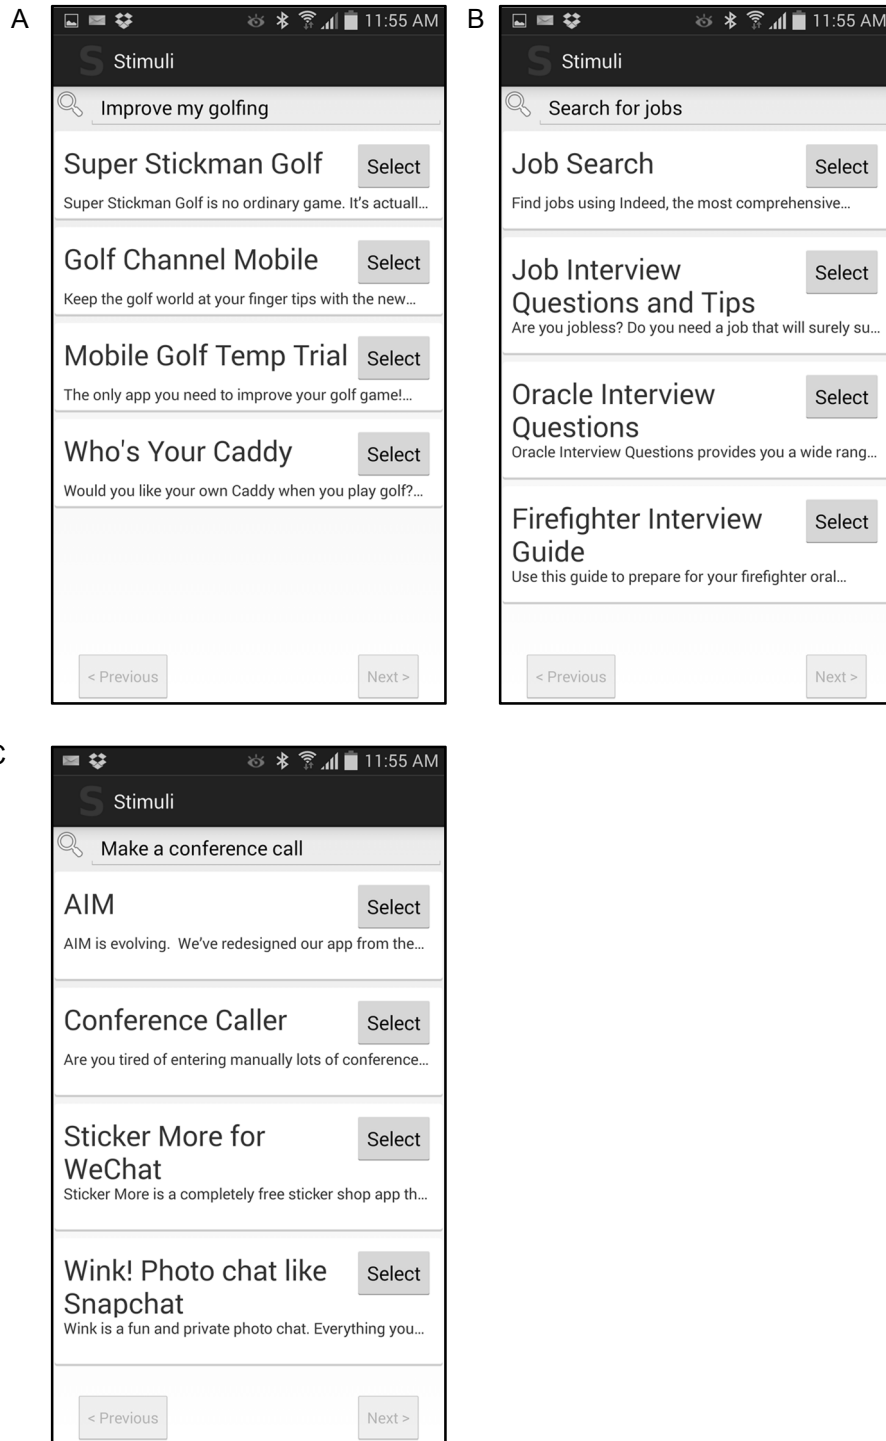 A
11:55 AM
S Stimuli
Improve my golfing
Super Stickman Golf
Select
Super Stickman Golf is no ordinary game. It's actuall...
Golf Channel Mobile
Select
Keep the golf world at your finger tips with the new...
Mobile Golf Temp Trial
Select
The only app you need to improve your golf game!...
Who's Your Caddy
Select
Would you like your own Caddy when you play golf?...
< Previous
Next >
B
11:55 AM
S Stimuli
Search for jobs
Job Search
Select
Find jobs using Indeed, the most comprehensive...
Job Interview
Questions and Tips
Select
Are you jobless? Do you need a job that will surely su...
Oracle Interview
Questions
Select
Oracle Interview Questions provides you a wide rang...
Firefighter Interview
Guide
Select
Use this guide to prepare for your firefighter oral...
< Previous
Next >
C
11:55 AM
S Stimuli
Make a conference call
AIM
Select
AIM is evolving. We've redesigned our app from the...
Conference Caller
Select
Are you tired of entering manually lots of conference...
Sticker More for
WeChat
Select
Sticker More is a completely free sticker shop app th...
Wink! Photo chat like
Snapchat
Select
Wink is a fun and private photo chat. Everything you...
< Previous
Next >